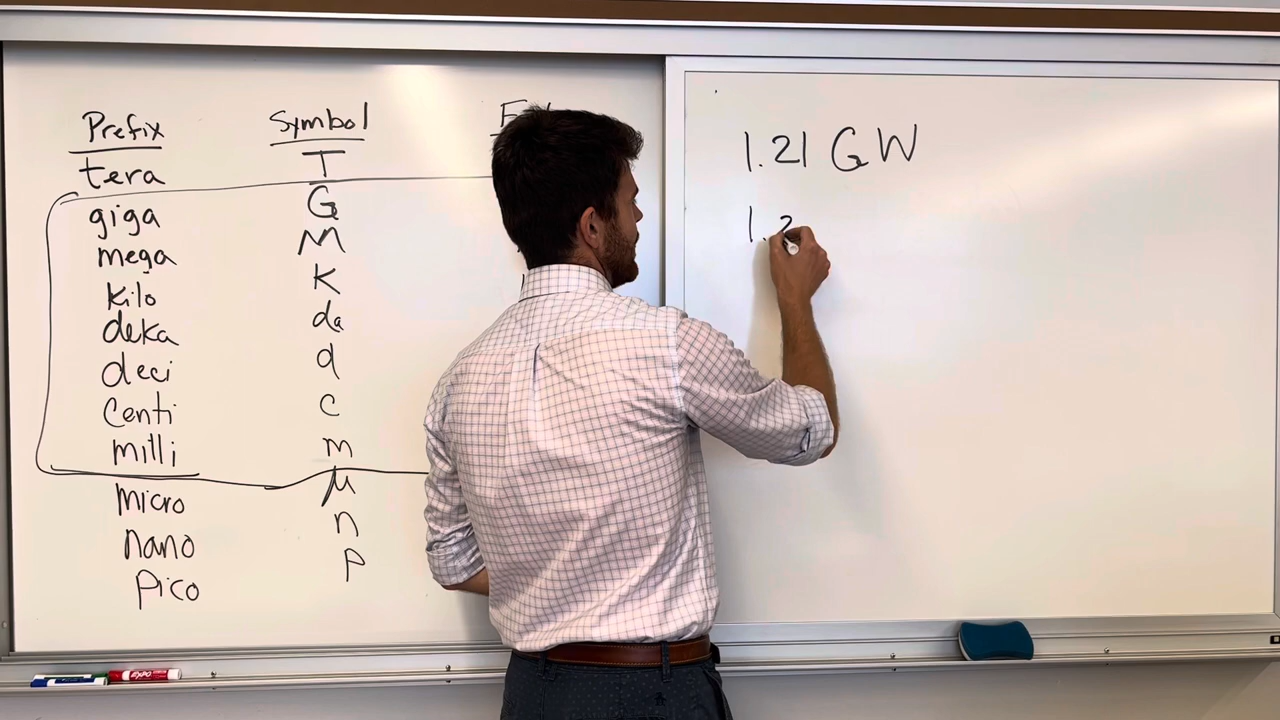 Prefix Symbol
tera T
giga G
mega M
Kilo K
deka da
deci d
Centi c
milli m
micro μ
nano n
pico p
1.21 GW
1.2
EXPO